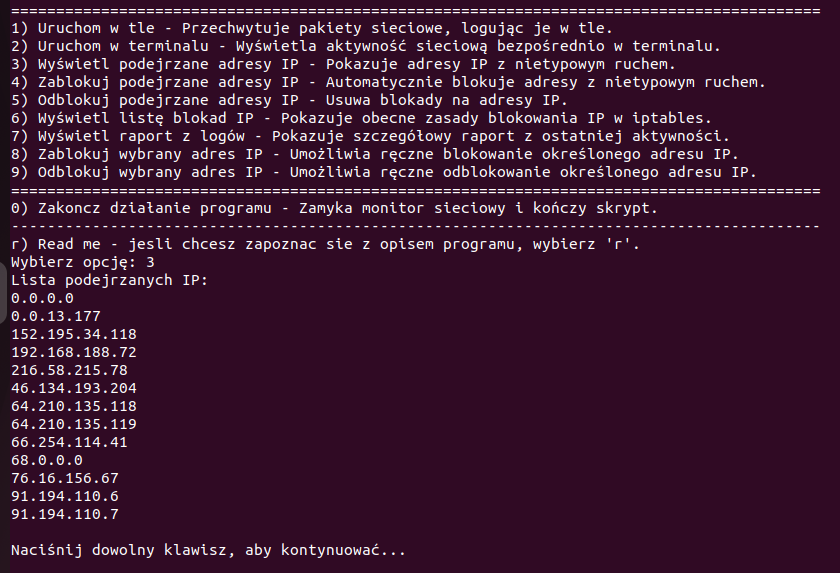 ==========================================================================================
1) Uruchom w tle - Przechwytuje pakiety sieciowe, logując je w tle.
2) Uruchom w terminalu - Wyświetla aktywność sieciową bezpośrednio w terminalu.
3) Wyświetl podejrzane adresy IP - Pokazuje adresy IP z nietypowym ruchem.
4) Zablokuj podejrzane adresy IP - Automatycznie blokuje adresy z nietypowym ruchem.
5) Odblokuj podejrzane adresy IP - Usuwa blokady na adresy IP.
6) Wyświetl listę blokad IP - Pokazuje obecne zasady blokowania IP w iptables.
7) Wyświetl raport z logów - Pokazuje szczegółowy raport z ostatniej aktywności.
8) Zablokuj wybrany adres IP - Umożliwia ręczne blokowanie określonego adresu IP.
9) Odblokuj wybrany adres IP - Umożliwia ręczne odblokowanie określonego adresu IP.
==========================================================================================
0) Zakoncz działanie programu - Zamyka monitor sieciowy i kończy skrypt.
------------------------------------------------------------------------------------------
r) Read me - jesli chcesz zapoznac sie z opisem programu, wybierz 'r'.
Wybierz opcję: 3
Lista podejrzanych IP:
0.0.0.0
0.0.13.177
152.195.34.118
192.168.188.72
216.58.215.78
46.134.193.204
64.210.135.118
64.210.135.119
66.254.114.41
68.0.0.0
76.16.156.67
91.194.110.6
91.194.110.7
Naciśnij dowolny klawisz, aby kontynuować...